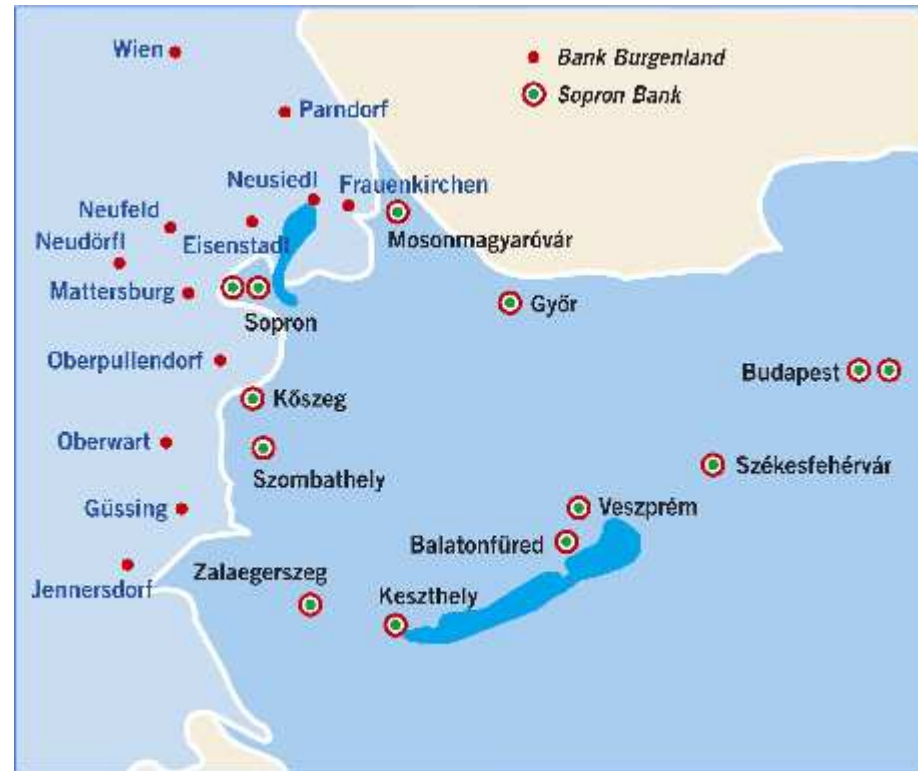 Wien
Bank Burgenland
Sopron Bank
Parndorf
Neusiedl
Frauenkirchen
Neufeld
Neudörfl
Eisenstadt
Mosonmagyaróvár
Mattersburg
Sopron
Győr
Oberpullendorf
Budapest
Kőszeg
Oberwart
Szombathely
Székesfehérvár
Güssing
Veszprém
Balatonfüred
Zalaegerszeg
Jennersdorf
Keszthely